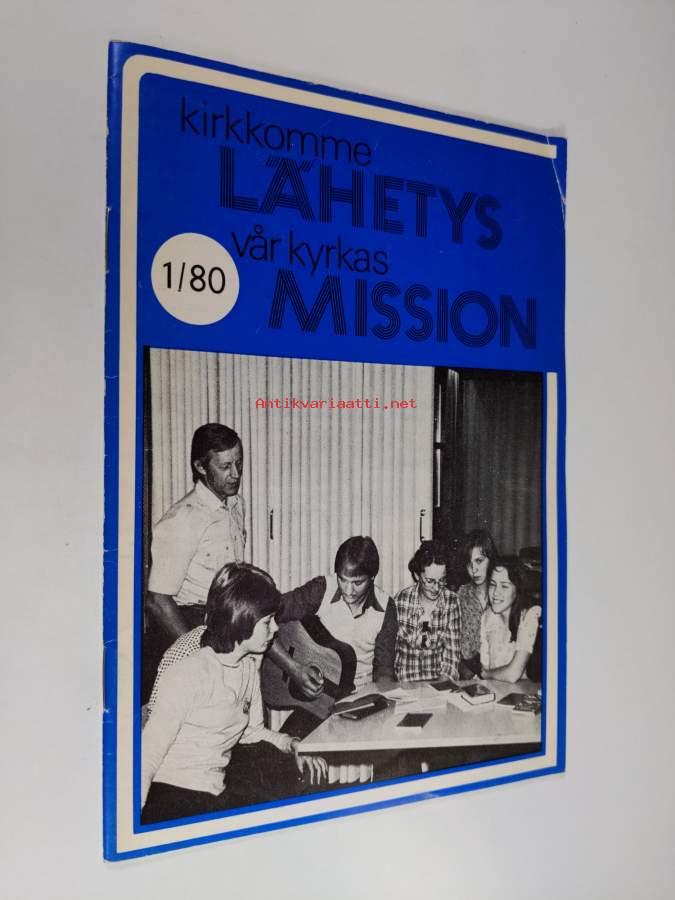 kirkkomme
LÄHETYS
vår kyrkas
1/80
MISSION
Antikvariaatti.net